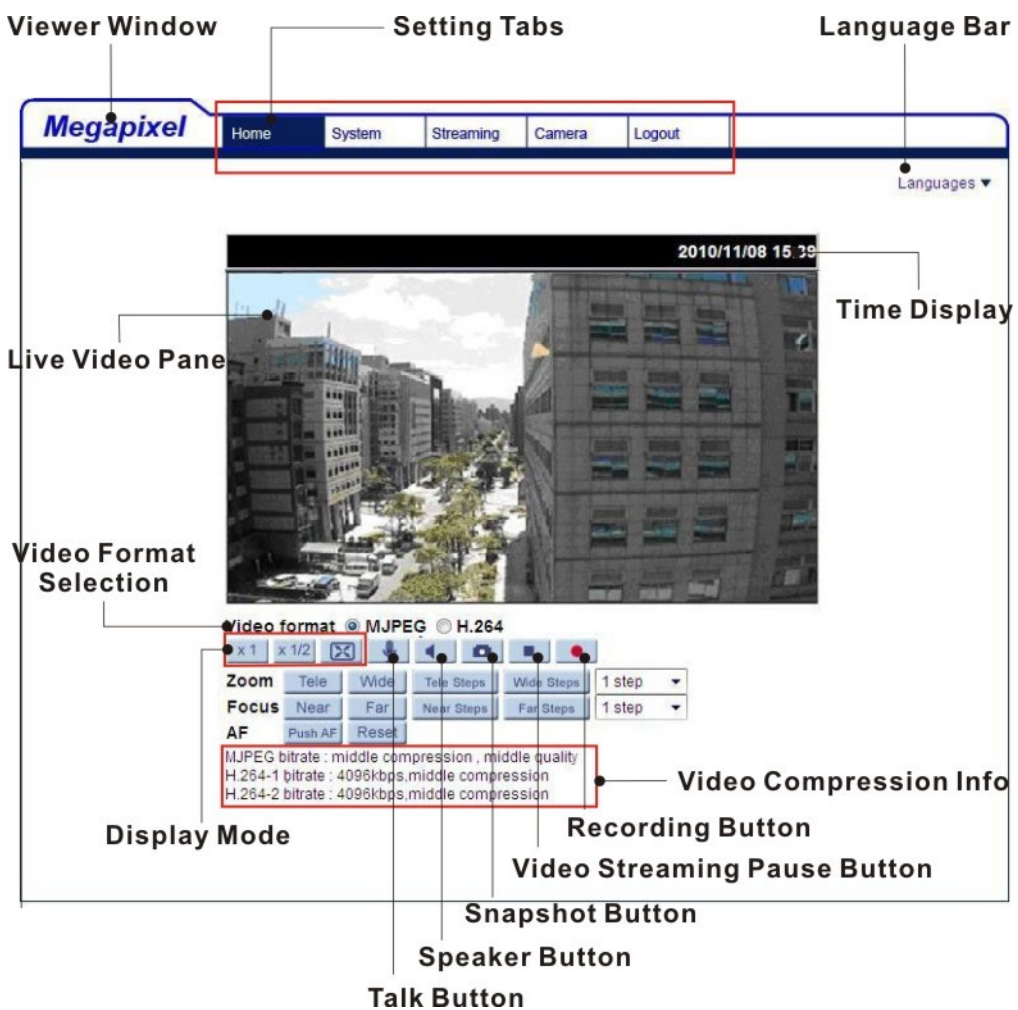 Viewer Window
Setting Tabs
Language Bar
Megapixel
Home
System
Streaming
Camera
Logout
Languages
2010/11/08 15:39
Time Display
Live Video Pane
Video Format
Selection
Video format MJPEG H.264
x 1
x 1/2
Zoom Tele Wide Tele Steps Wide Steps 1 step
Focus Near Far Near Steps Far Steps 1 step
AF Push AF Reset
MJPEG bitrate : middle compression , middle quality
H.264-1 bitrate : 4096kbps,middle compression
H.264-2 bitrate : 4096kbps,middle compression
Video Compression Info
Display Mode
Recording Button
Video Streaming Pause Button
Snapshot Button
Speaker Button
Talk Button